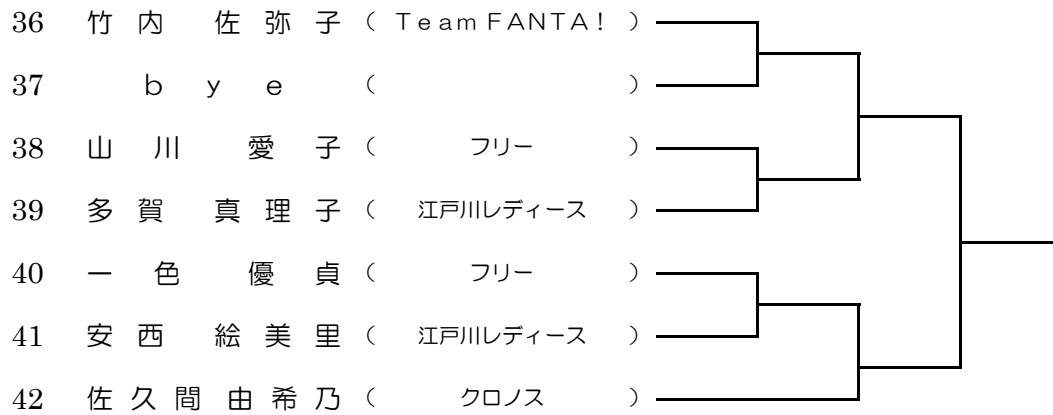 36 竹内 佐弥子 ( Team FANTA! )
37 bye ( )
38 山川 愛子 ( フリー )
39 多賀 真理子 ( 江戸川レディース )
40 一色 優貞 ( フリー )
41 安西 絵美里 ( 江戸川レディース )
42 佐久間 由希乃 ( クロノス )